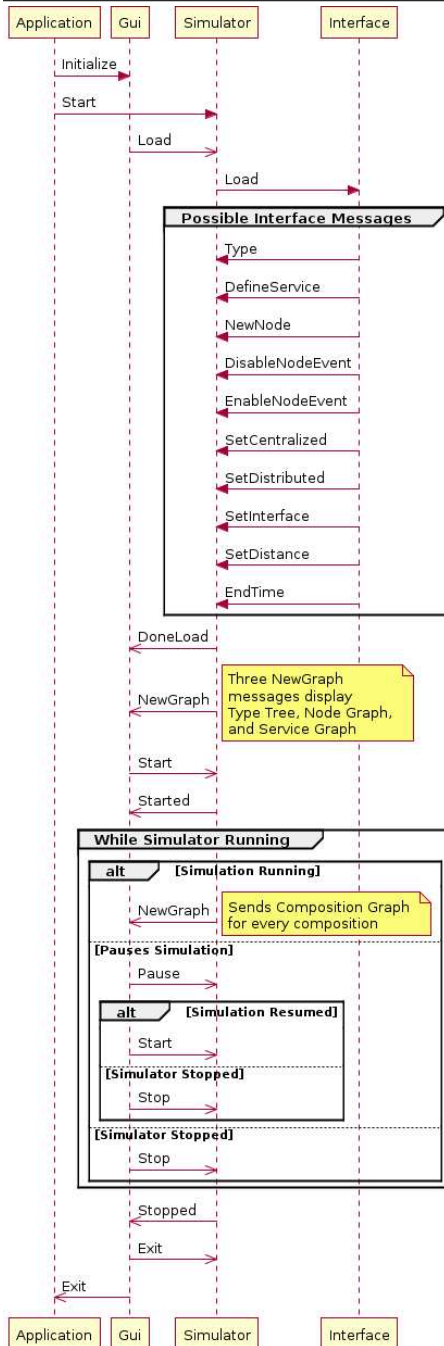 Application Gui Simulator Interface
Initialize
Start
Load
Load
Possible Interface Messages
Type
DefineService
NewNode
DisableNodeEvent
EnableNodeEvent
SetCentralized
SetDistributed
SetInterface
SetDistance
EndTime
DoneLoad
NewGraph
Three NewGraph
messages display
Type Tree, Node Graph,
and Service Graph
Start
Started
While Simulator Running
alt [Simulation Running]
NewGraph
Sends Composition Graph
for every composition
[Pauses Simulation]
Pause
alt [Simulation Resumed]
Start
[Simulator Stopped]
Stop
[Simulator Stopped]
Stop
Stopped
Exit
Exit
Application Gui Simulator Interface